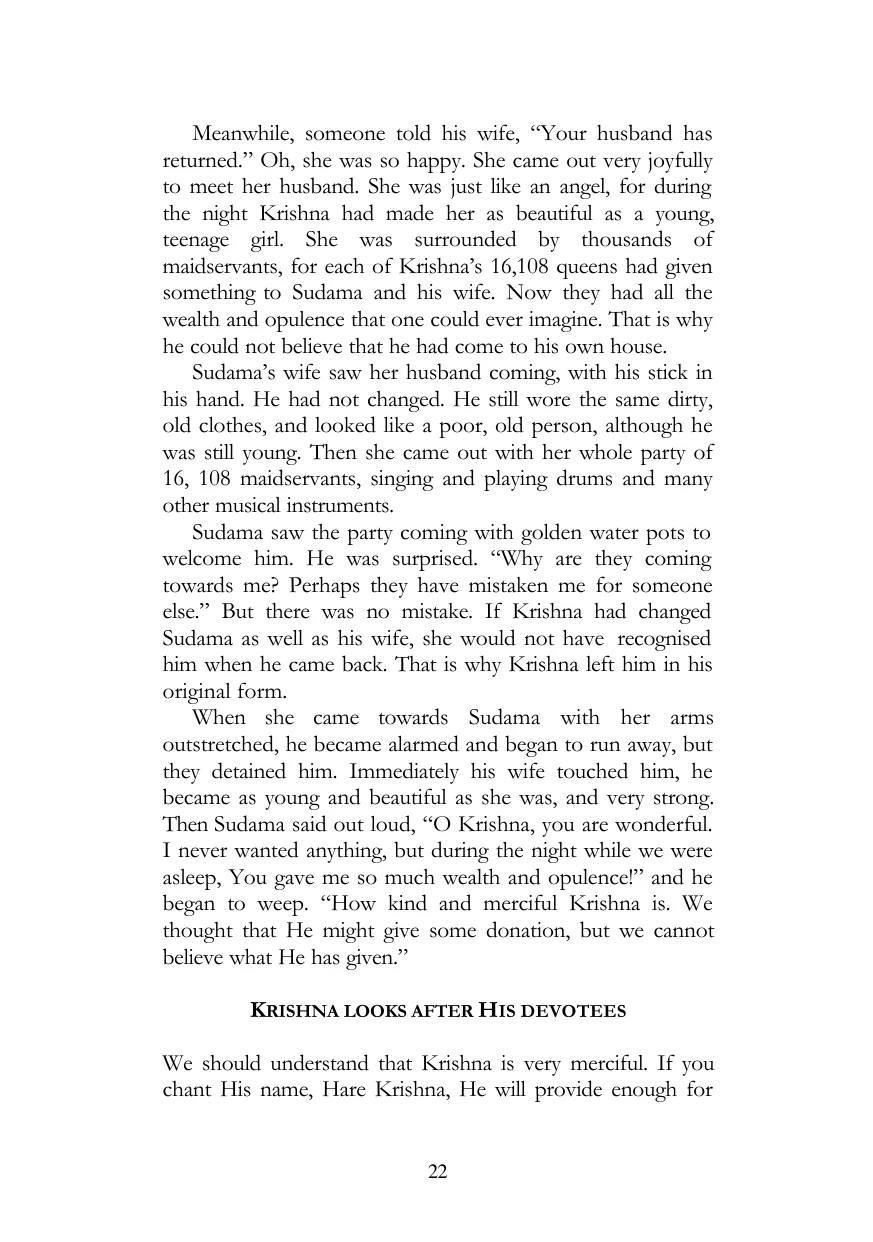 Meanwhile, someone told his wife, “Your husband has
returned.” Oh, she was so happy. She came out very joyfully
to meet her husband. She was just like an angel, for during
the night Krishna had made her as beautiful as a young,
teenage girl. She was surrounded by thousands of
maidservants, for each of Krishna’s 16,108 queens had given
something to Sudama and his wife. Now they had all the
wealth and opulence that one could ever imagine. That is why
he could not believe that he had come to his own house.
Sudama’s wife saw her husband coming, with his stick in
his hand. He had not changed. He still wore the same dirty,
old clothes, and looked like a poor, old person, although he
was still young. Then she came out with her whole party of
16, 108 maidservants, singing and playing drums and many
other musical instruments.
Sudama saw the party coming with golden water pots to
welcome him. He was surprised. “Why are they coming
towards me? Perhaps they have mistaken me for someone
else.” But there was no mistake. If Krishna had changed
Sudama as well as his wife, she would not have recognised
him when he came back. That is why Krishna left him in his
original form.
When she came towards Sudama with her arms
outstretched, he became alarmed and began to run away, but
they detained him. Immediately his wife touched him, he
became as young and beautiful as she was, and very strong.
Then Sudama said out loud, “O Krishna, you are wonderful.
I never wanted anything, but during the night while we were
asleep, You gave me so much wealth and opulence!” and he
began to weep. “How kind and merciful Krishna is. We
thought that He might give some donation, but we cannot
believe what He has given.”
KRISHNA LOOKS AFTER HIS DEVOTEES
We should understand that Krishna is very merciful. If you
chant His name, Hare Krishna, He will provide enough for
22